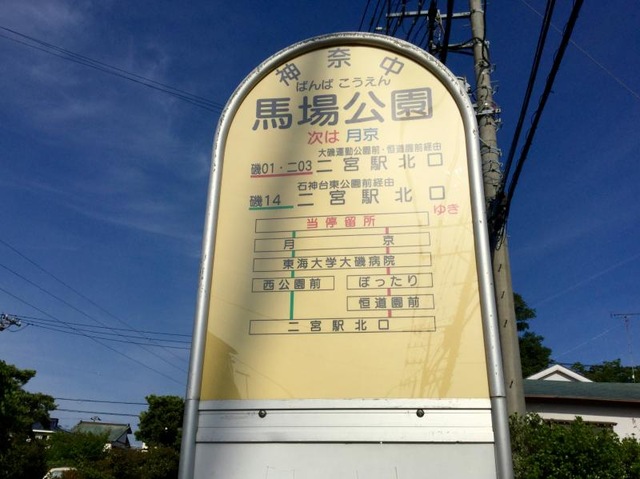 神奈中
ばんば こうえん
馬場公園
次は 月京
大磯運動公園前・恒道園前経由
磯01・二03 二宮駅北口
石神台東公園前経由
磯14 二宮駅北口
ゆき
当停留所
月 京
東海大学大磯病院
西公園前 ぼったり
恒道園前
二宮駅北口